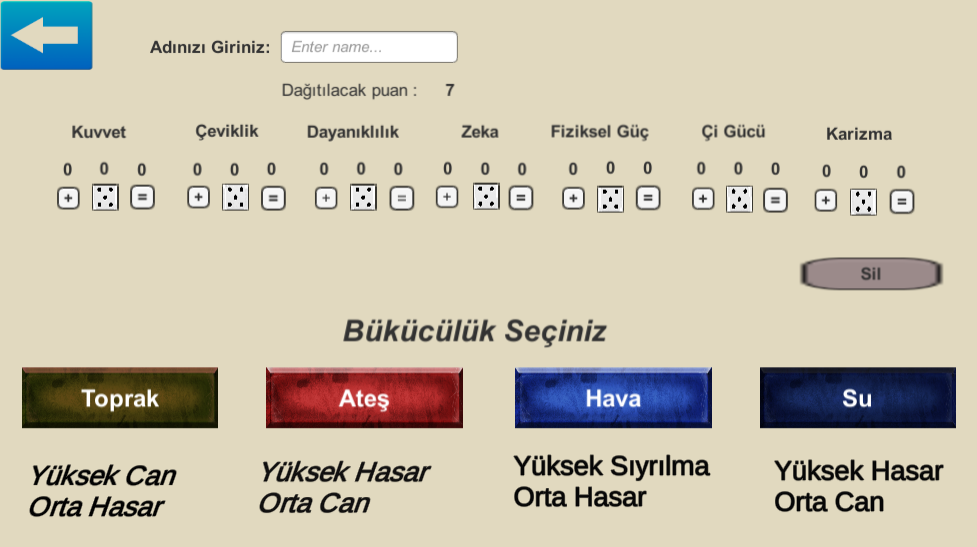 Adınızı Giriniz: Enter name...
Dağıtılacak puan : 7
Kuvvet Çeviklik Dayanıklılık Zeka Fiziksel Güç Çi Gücü Karizma
0 0 0 0 0 0 0 0 0 0 0 0 0 0 0 0 0 0 0 0 0
+ = + = + = + = + = + = + =
Sil
Bükücülük Seçiniz
Toprak Ateş Hava Su
Yüksek Can
Orta Hasar
Yüksek Hasar
Orta Can
Yüksek Sıyrılma
Orta Hasar
Yüksek Hasar
Orta Can